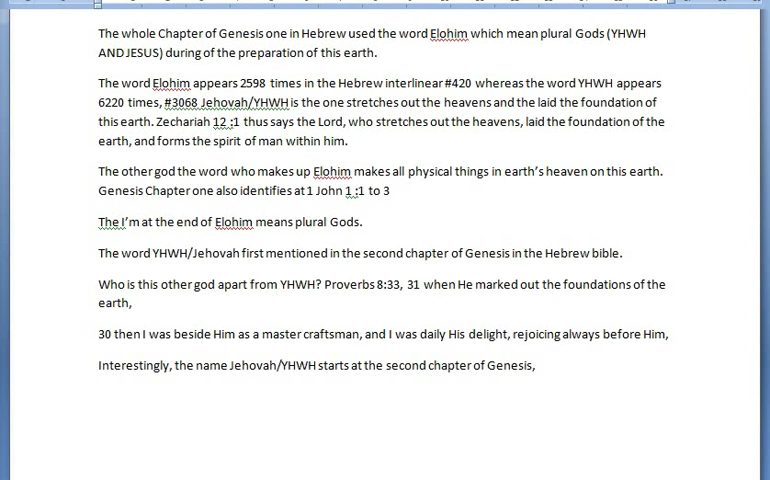 The whole Chapter of Genesis one in Hebrew used the word Elohim which mean plural Gods (YHWH
AND JESUS) during of the preparation of this earth.
The word Elohim appears 2598 times in the Hebrew interlinear #420 whereas the word YHWH appears
6220 times, #3068 Jehovah/YHWH is the one stretches out the heavens and the laid the foundation of
this earth. Zechariah 12 :1 thus says the Lord, who stretches out the heavens, laid the foundation of the
earth, and forms the spirit of man within him.
The other god the word who makes up Elohim makes all physical things in earth's heaven on this earth.
Genesis Chapter one also identifies at 1 John 1 :1 to 3
The I'm at the end of Elohim means plural Gods.
The word YHWH/Jehovah first mentioned in the second chapter of Genesis in the Hebrew bible.
Who is this other god apart from YHWH? Proverbs 8:33, 31 when He marked out the foundations of the
earth,
30 then I was beside Him as a master craftsman, and I was daily His delight, rejoicing always before Him,
Interestingly, the name Jehovah/YHWH starts at the second chapter of Genesis,